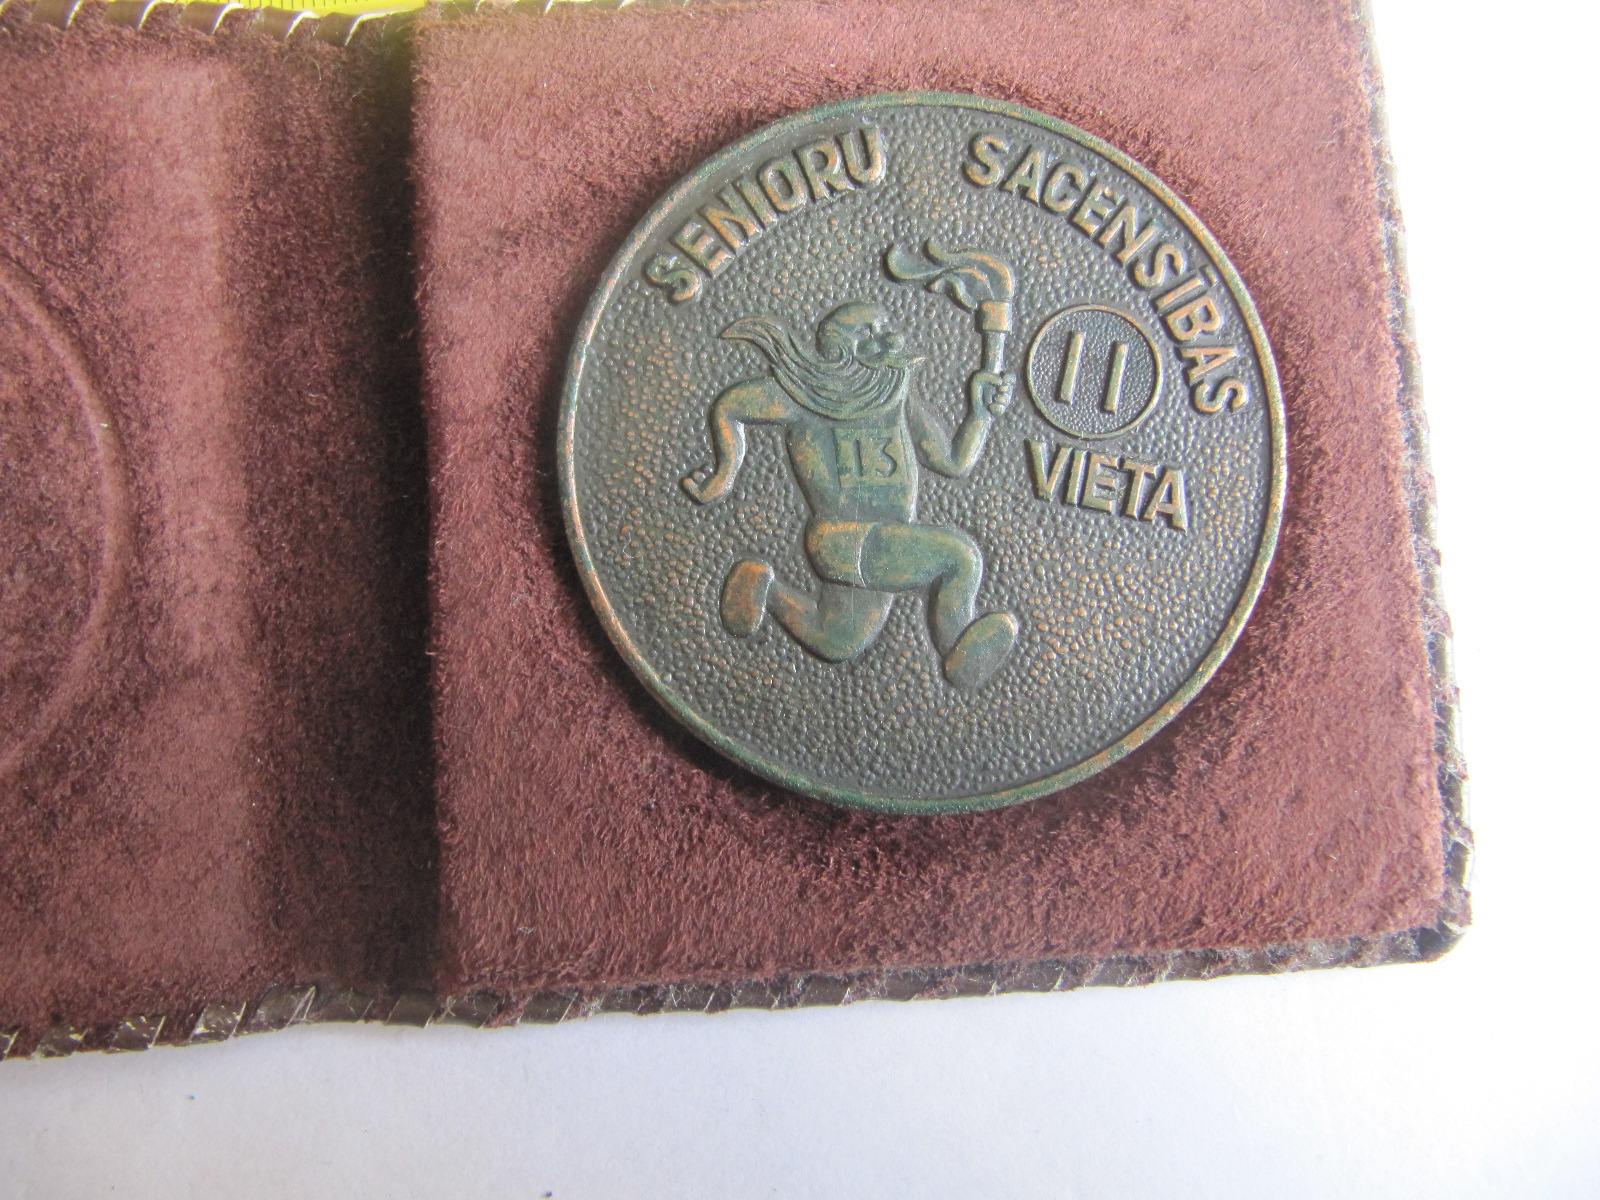 SENIORU SACENSĪBAS
II
VIETA
13